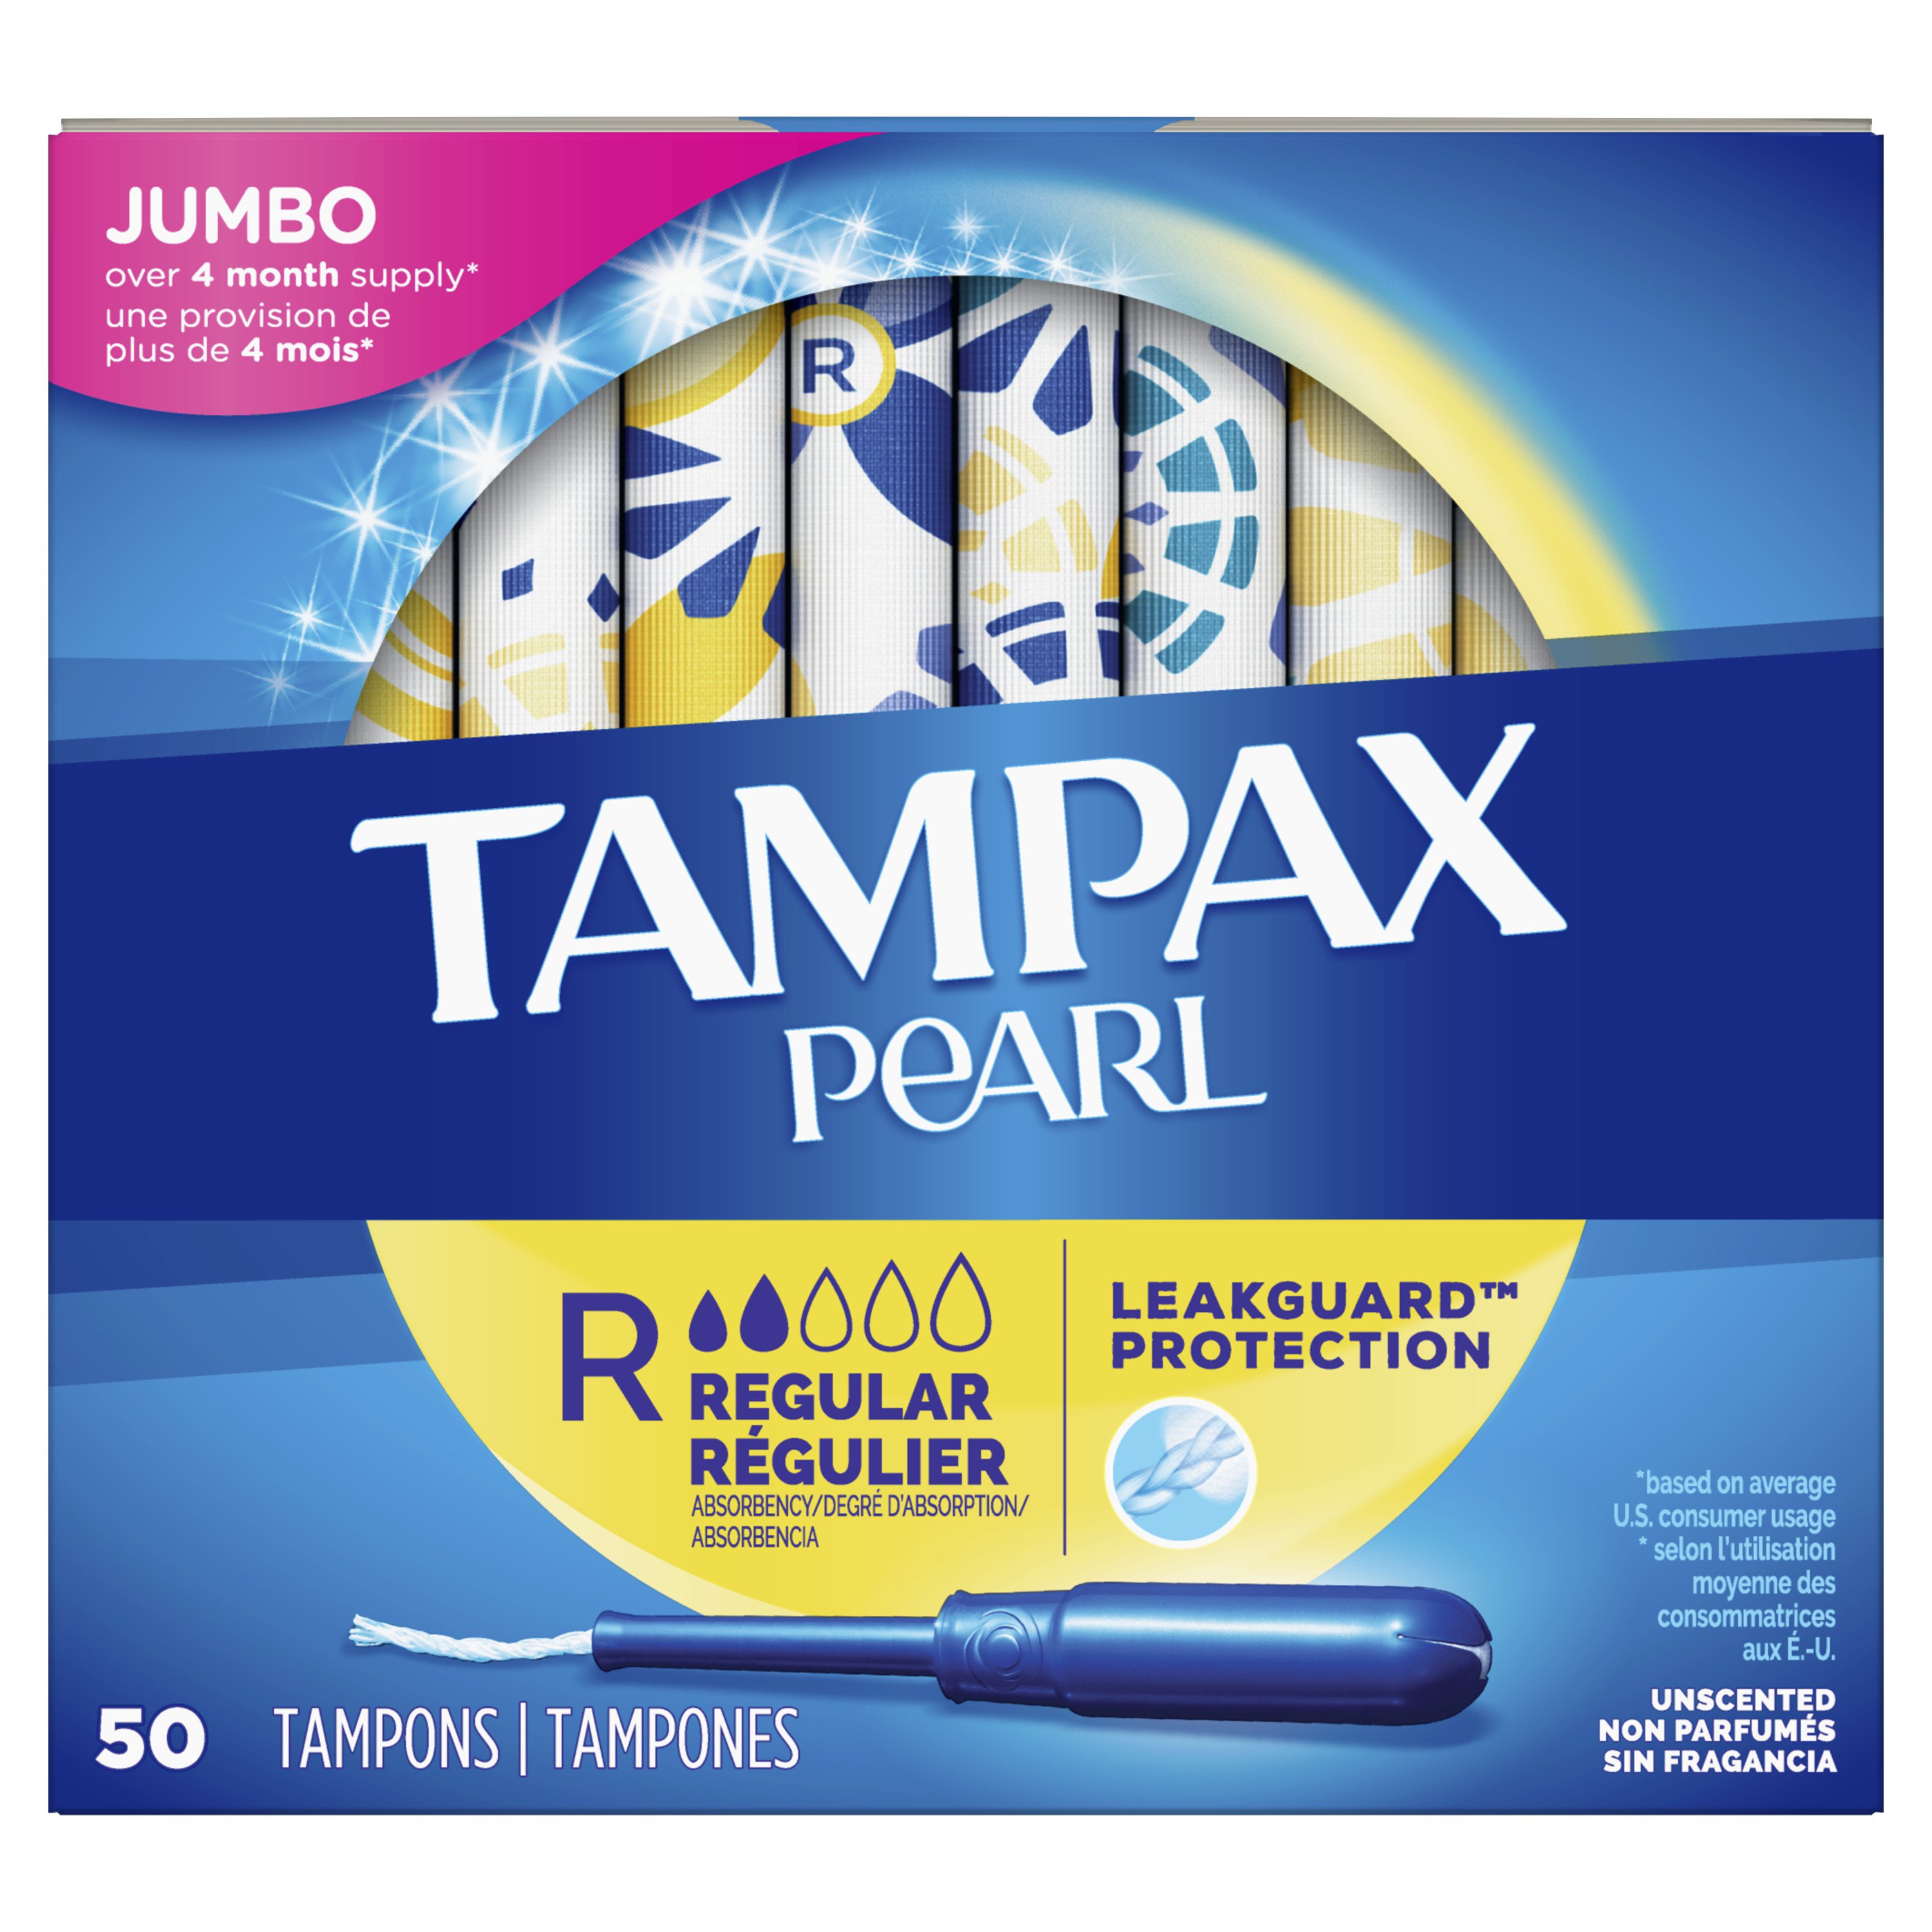 JUMBO
over 4 month supply*
une provision de
plus de 4 mois*
R
TAMPAX
PEARL
R
REGULAR
RÉGULIER
ABSORBENCY/DEGRÉ D'ABSORPTION/
ABSORBENCIA
LEAKGUARD™
PROTECTION
*based on average
U.S. consumer usage
* selon l'utilisation
moyenne des
consommatrices
aux É.-U.
UNSCENTED
NON PARFUMÉS
SIN FRAGANCIA
50 TAMPONS | TAMPONES